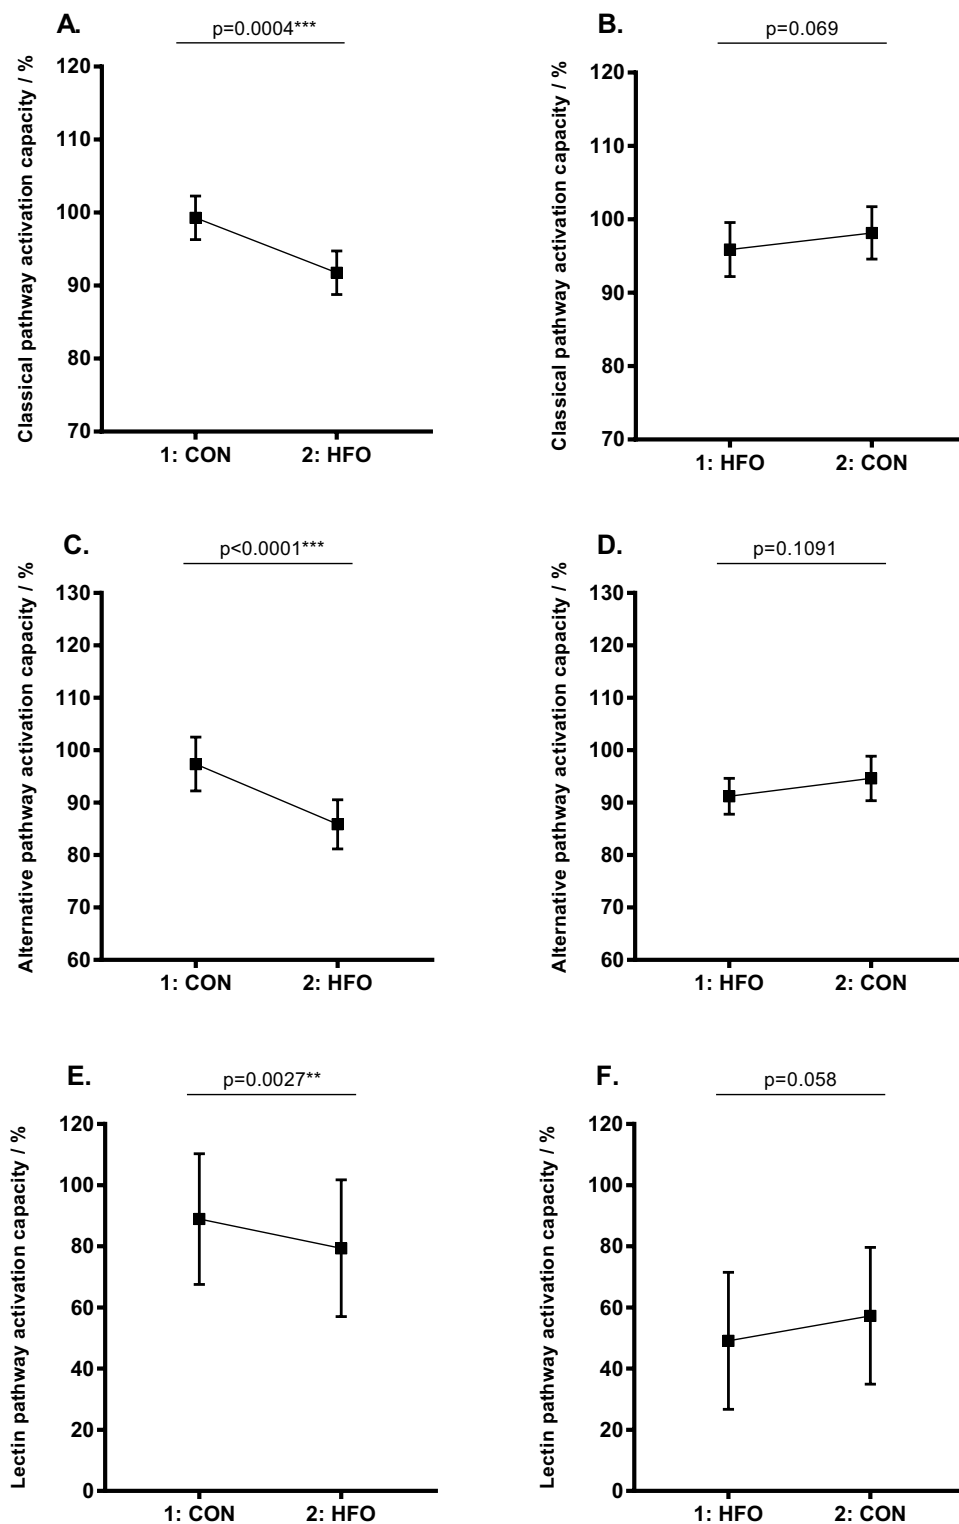 A.
p=0.0004***
Classical pathway activation capacity / %
120
110
100
90
80
70
1: CON
2: HFO
B.
p=0.069
Classical pathway activation capacity / %
120
110
100
90
80
70
1: HFO
2: CON
C.
p<0.0001***
Alternative pathway activation capacity / %
130
120
110
100
90
80
70
60
1: CON
2: HFO
D.
p=0.1091
Alternative pathway activation capacity / %
130
120
110
100
90
80
70
60
1: HFO
2: CON
E.
p=0.0027**
Lectin pathway activation capacity / %
120
100
80
60
40
20
0
1: CON
2: HFO
F.
p=0.058
Lectin pathway activation capacity / %
120
100
80
60
40
20
0
1: HFO
2: CON